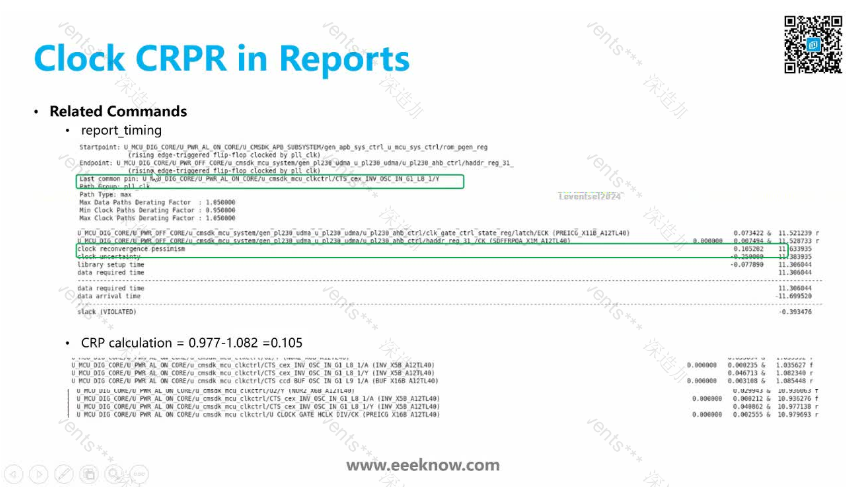 Clock CRPR in Reports
• Related Commands
• report_timing
Startpoint: U_MCU_DIG_CORE/U_PWR_AL_ON_CORE/u_CMSDK_APB_SUBSYSTEM/gen_apb_sys_ctrl_u_mcu_sys_ctrl/rom_pgen_reg
(rising edge-triggered flip-flop clocked by pll_clk)
Endpoint: U_MCU_DIG_CORE/U_PWR_OFF_CORE/u_cmsdk_mcu_system/gen_pl230_udma_u_pl230_udma/u_pl230_ahb_ctrl/haddr_reg_31_
(rising edge-triggered flip-flop clocked by pll_clk)
Last common pin: U_MCU_DIG_CORE/U_PWR_AL_ON_CORE/u_cmsdk_mcu_clkctrl/CTS_cex_INV_OSC_IN_G1_L8_1/Y
Path Group: pll_clk
Path Type: max
Max Data Paths Derating Factor : 1.050000
Min Clock Paths Derating Factor : 0.950000
Max Clock Paths Derating Factor : 1.050000
U_MCU_DIG_CORE/U_PWR_OFF_CORE/u_cmsdk_mcu_system/gen_pl230_udma_u_pl230_udma/u_pl230_ahb_ctrl/clk_gate_ctrl_state_reg/latch/ECK (PREICG_X11B_A12TL40) 0.073422 & 11.521239 r
U_MCU_DIG_CORE/U_PWR_OFF_CORE/u_cmsdk_mcu_system/gen_pl230_udma_u_pl230_udma/u_pl230_ahb_ctrl/haddr_reg_31_/CK (SDFFRPQA_X1M_A12TL40) 0.000000 0.007494 & 11.528733 r
clock reconvergence pessimism 0.105202 11.633935
clock uncertainty -0.250000 11.383935
library setup time -0.077890 11.306044
data required time 11.306044
data required time 11.306044
data arrival time -11.699520
slack (VIOLATED) -0.393476
• CRP calculation = 0.977-1.082 =0.105
U_MCU_DIG_CORE/U_PWR_AL_ON_CORE/u_cmsdk_mcu_clkctrl/CTS_cex_INV_OSC_IN_G1_L8_1/A (INV_X5B_A12TL40) 0.000000 0.000235 & 1.035627 f
U_MCU_DIG_CORE/U_PWR_AL_ON_CORE/u_cmsdk_mcu_clkctrl/CTS_cex_INV_OSC_IN_G1_L8_1/Y (INV_X5B_A12TL40) 0.046713 & 1.082340 r
U_MCU_DIG_CORE/U_PWR_AL_ON_CORE/u_cmsdk_mcu_clkctrl/CTS_ccd_BUF_OSC_IN_G1_L9_1/A (BUF_X16B_A12TL40) 0.000000 0.003108 & 1.085448 r
U_MCU_DIG_CORE/U_PWR_AL_ON_CORE/u_cmsdk_mcu_clkctrl/CTS_cex_INV_OSC_IN_G1_L8_1/A (INV_X5B_A12TL40) 0.000000 0.000212 & 10.936276 f
U_MCU_DIG_CORE/U_PWR_AL_ON_CORE/u_cmsdk_mcu_clkctrl/CTS_cex_INV_OSC_IN_G1_L8_1/Y (INV_X5B_A12TL40) 0.040862 & 10.977138 r
U_MCU_DIG_CORE/U_PWR_AL_ON_CORE/u_cmsdk_mcu_clkctrl/U_CLOCK_GATE_HCLK_DIV/CK (PREICG_X16B_A12TL40) 0.000000 0.002555 & 10.979693 r
www.eeeknow.com